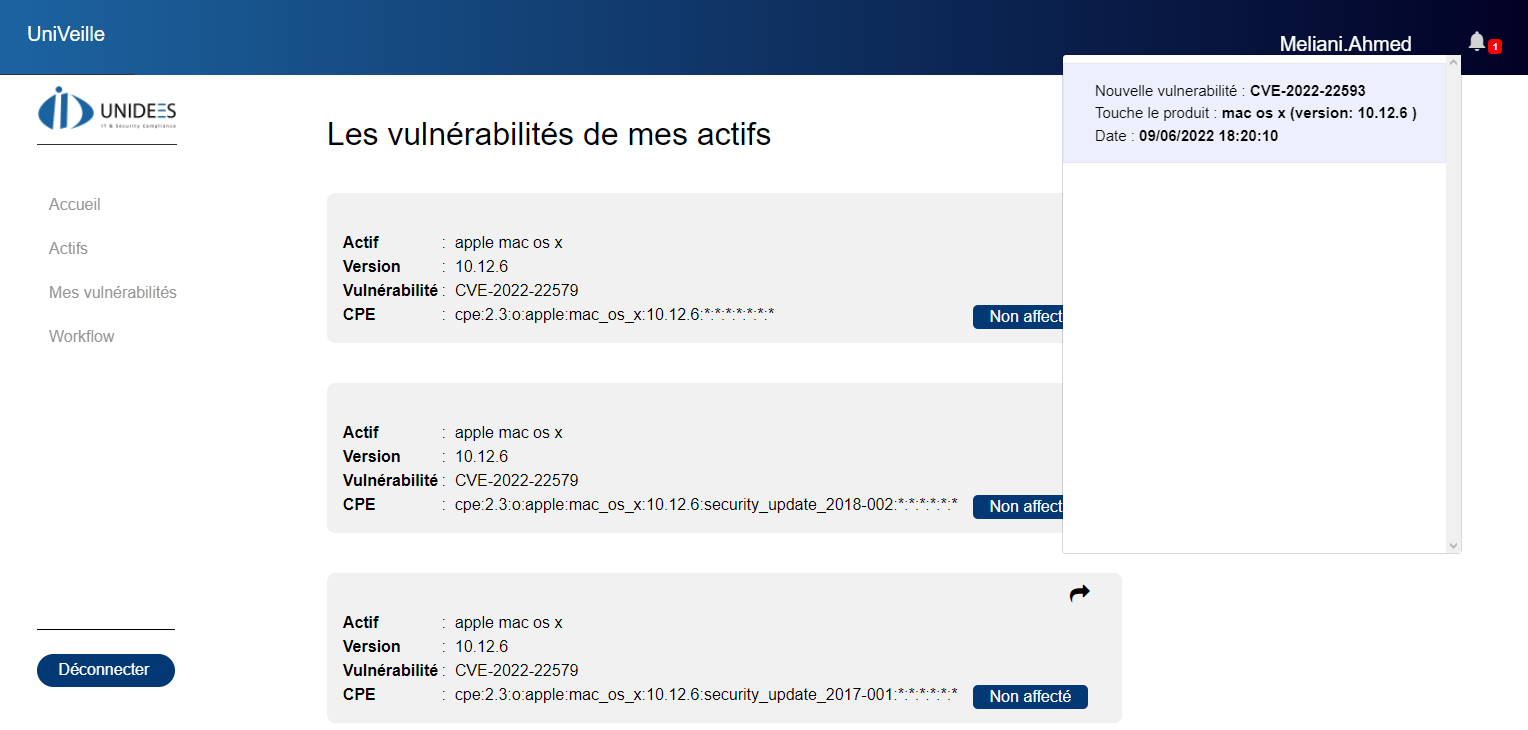 UniVeille
Meliani.Ahmed
1
UNIDEES
IT & Security Compliance
Accueil
Actifs
Mes vulnérabilités
Workflow
Déconnecter
Les vulnérabilités de mes actifs
Actif : apple mac os x
Version : 10.12.6
Vulnérabilité : CVE-2022-22579
CPE : cpe:2.3:o:apple:mac_os_x:10.12.6:*:*:*:*:*:*:*
Non affect
Actif : apple mac os x
Version : 10.12.6
Vulnérabilité : CVE-2022-22579
CPE : cpe:2.3:o:apple:mac_os_x:10.12.6:security_update_2018-002:*:*:*:*:*:*
Non affect
Actif : apple mac os x
Version : 10.12.6
Vulnérabilité : CVE-2022-22579
CPE : cpe:2.3:o:apple:mac_os_x:10.12.6:security_update_2017-001:*:*:*:*:*:*
Non affecté
Nouvelle vulnerabilité : CVE-2022-22593
Touche le produit : mac os x (version: 10.12.6 )
Date : 09/06/2022 18:20:10